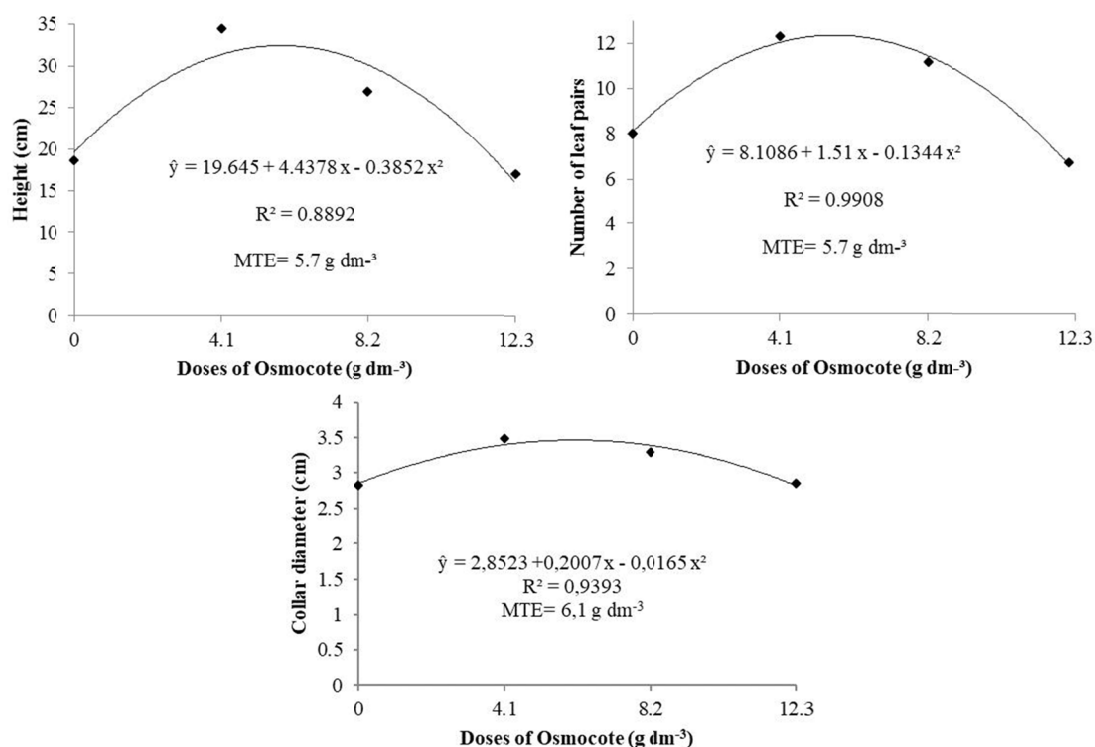 Height (cm)
35
30
25
20
15
10
5
0
ŷ = 19.645 + 4.4378 x - 0.3852 x²
R² = 0.8892
MTE= 5.7 g dm-³
0 4.1 8.2 12.3
Doses of Osmocote (g dm-³)
Number of leaf pairs
12
10
8
6
4
2
0
ŷ = 8.1086 + 1.51 x - 0.1344 x²
R² = 0.9908
MTE= 5.7 g dm-³
0 4.1 8.2 12.3
Doses of Osmocote (g dm-³)
Collar diameter (cm)
4
3.5
3
2.5
2
1.5
1
0.5
0
ŷ = 2,8523 +0,2007 x - 0,0165 x²
R² = 0,9393
MTE= 6,1 g dm-³
0 4.1 8.2 12.3
Doses of Osmocote (g dm-³)